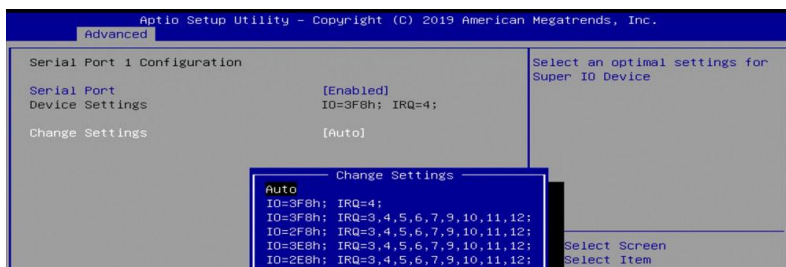 Aptio Setup Utility – Copyright (C) 2019 American Megatrends, Inc.
Advanced
Serial Port 1 Configuration
Serial Port [Enabled]
Device Settings IO=3F8h; IRQ=4;
Change Settings [Auto]
Select an optimal settings for
Super IO Device
Change Settings
Auto
IO=3F8h; IRQ=4;
IO=3F8h; IRQ=3,4,5,6,7,9,10,11,12;
IO=2F8h; IRQ=3,4,5,6,7,9,10,11,12;
IO=3E8h; IRQ=3,4,5,6,7,9,10,11,12;
IO=2E8h; IRQ=3,4,5,6,7,9,10,11,12;
Select Screen
Select Item